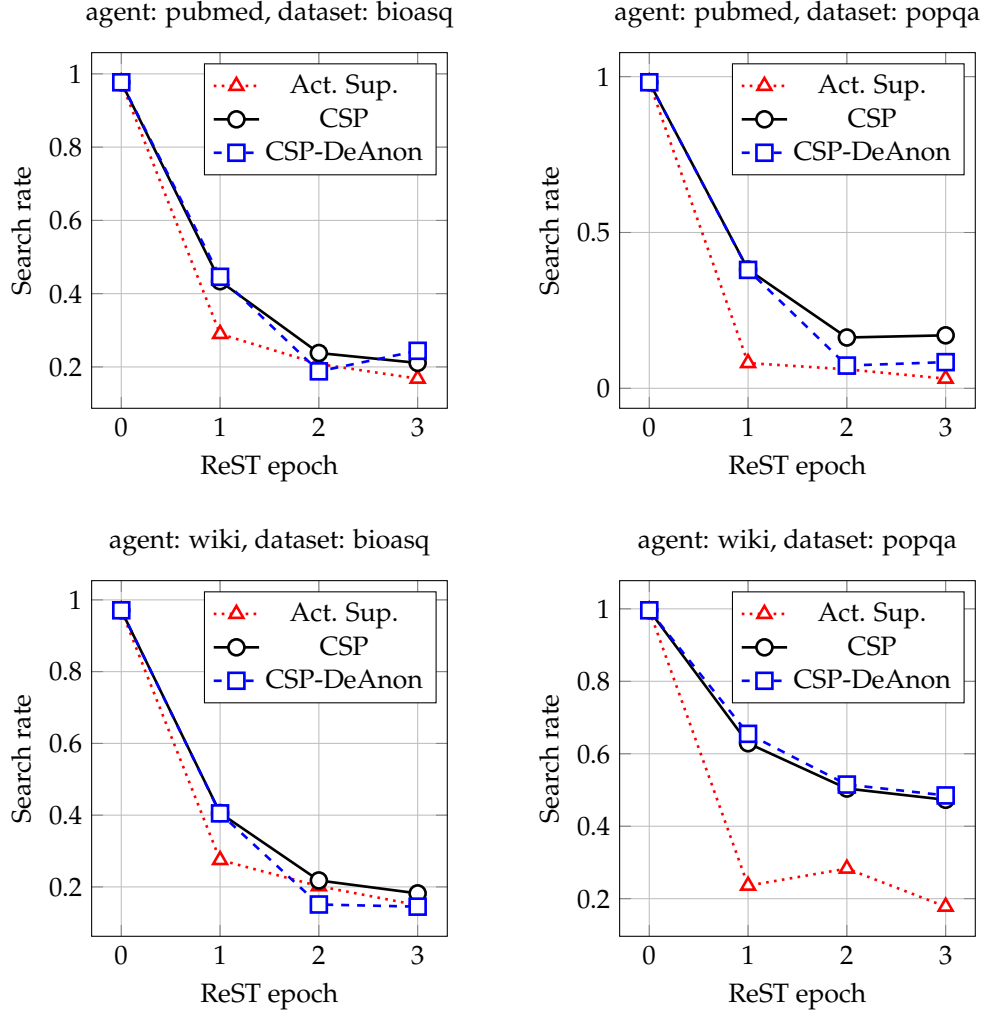 agent: pubmed, dataset: bioasq
1
0.8
0.6
0.4
0.2
Search rate
Act. Sup.
CSP
CSP-DeAnon
0 1 2 3
ReST epoch
agent: pubmed, dataset: popqa
1
0.5
0
Search rate
Act. Sup.
CSP
CSP-DeAnon
0 1 2 3
ReST epoch
agent: wiki, dataset: bioasq
1
0.8
0.6
0.4
0.2
Search rate
Act. Sup.
CSP
CSP-DeAnon
0 1 2 3
ReST epoch
agent: wiki, dataset: popqa
1
0.8
0.6
0.4
0.2
Search rate
Act. Sup.
CSP
CSP-DeAnon
0 1 2 3
ReST epoch